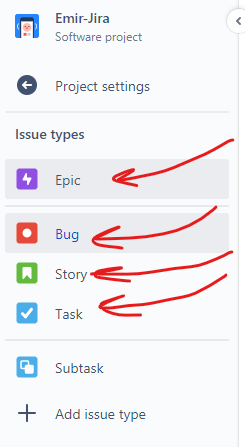 Emir-Jira
Software project
Project settings
Issue types
Epic
Bug
Story
Task
Subtask
Add issue type